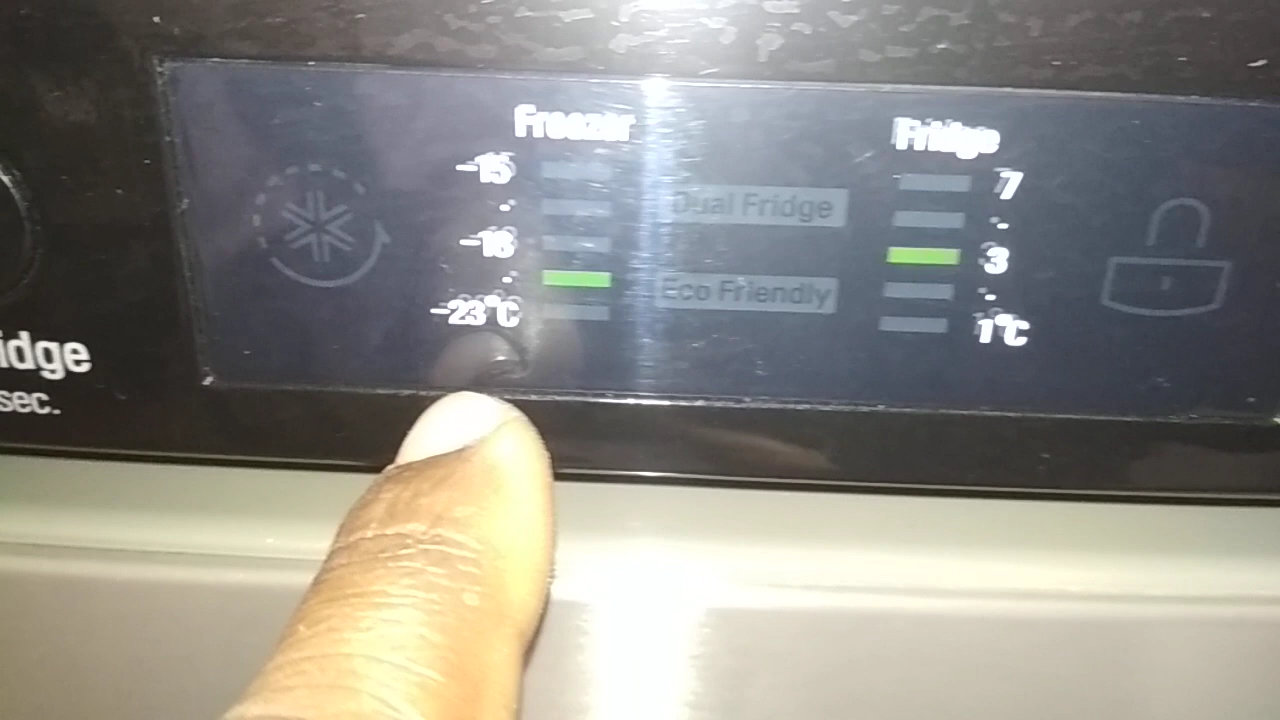 Freezer
Fridge
-15
7
Dual Fridge
-18
3
Eco Friendly
-23°C
1°C
idge
sec.